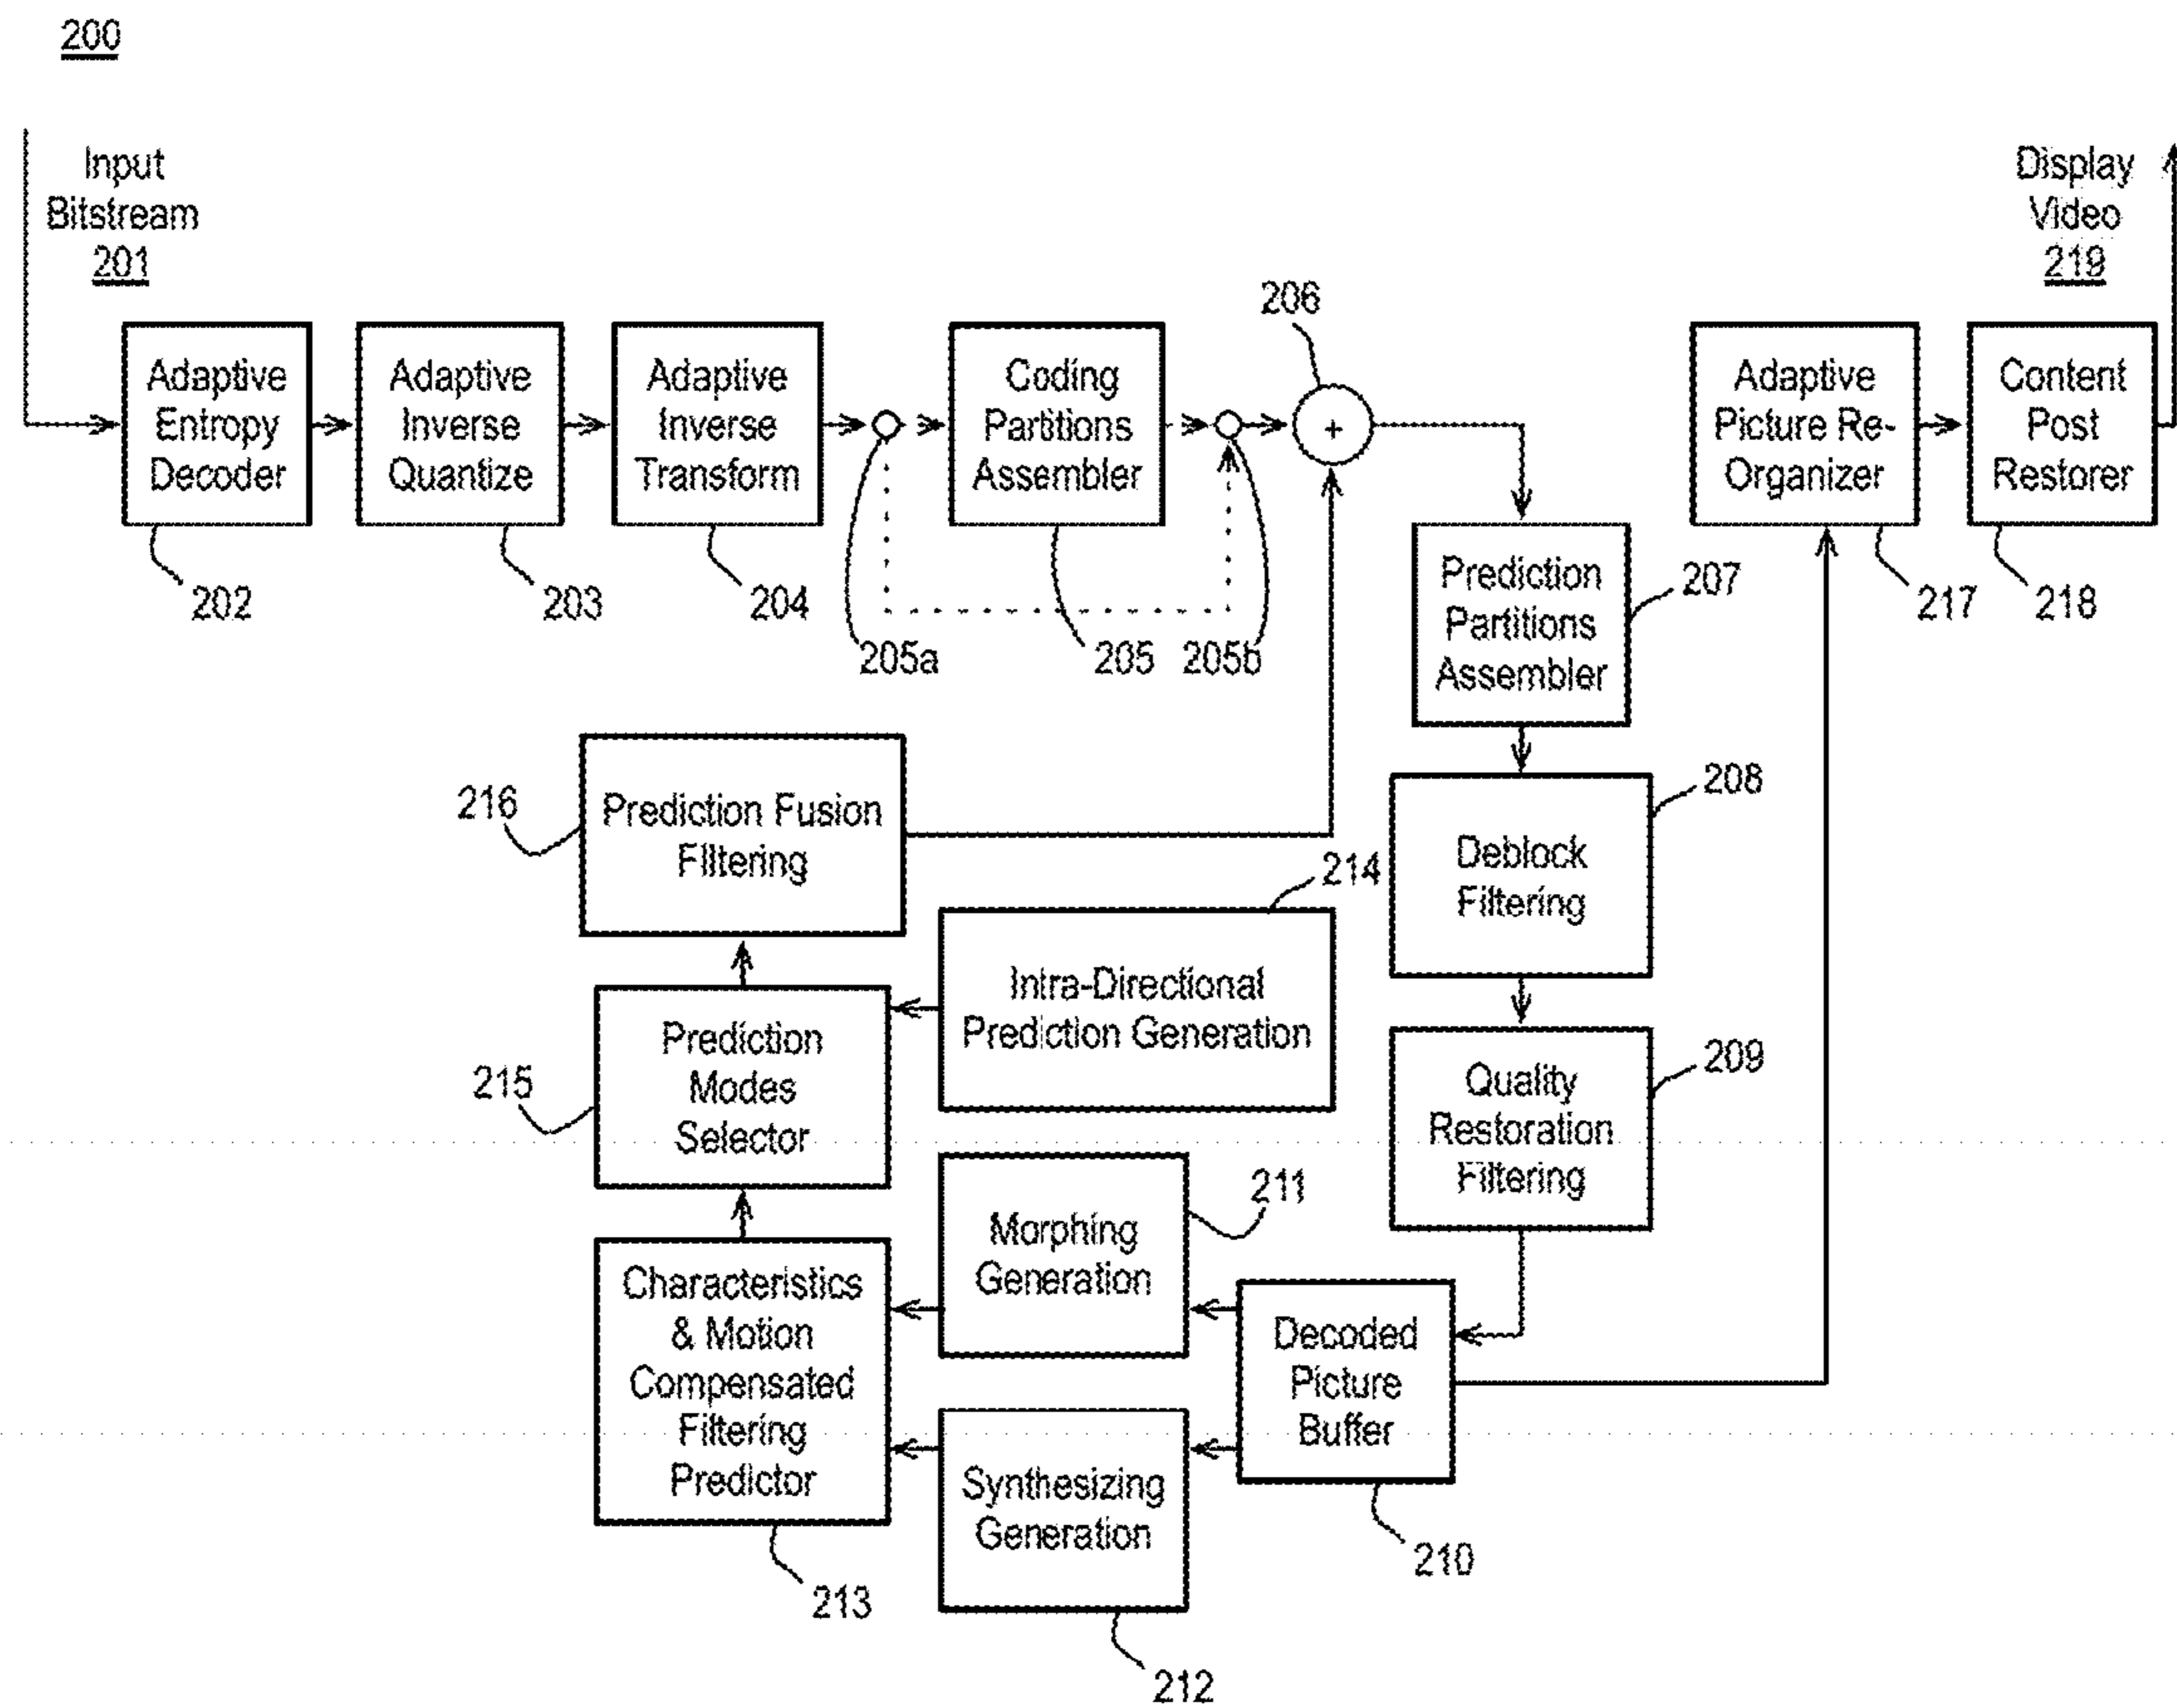 200
Input
Bitstream
201
Display
Video
219
206
Adaptive
Entropy
Decoder
Adaptive
Inverse
Quantize
Adaptive
Inverse
Transform
Coding
Partitions
Assembler
+
Adaptive
Picture Re-
Organizer
Content
Post
Restorer
202
203
204
205a
205
205b
Prediction
Partitions
Assembler
207
217
218
216
Prediction Fusion
Filtering
208
Deblock
Filtering
214
Intra-Directional
Prediction Generation
215
Prediction
Modes
Selector
209
Quality
Restoration
Filtering
211
Morphing
Generation
Characteristics
& Motion
Compensated
Filtering
Predictor
Decoded
Picture
Buffer
Synthesizing
Generation
210
213
212